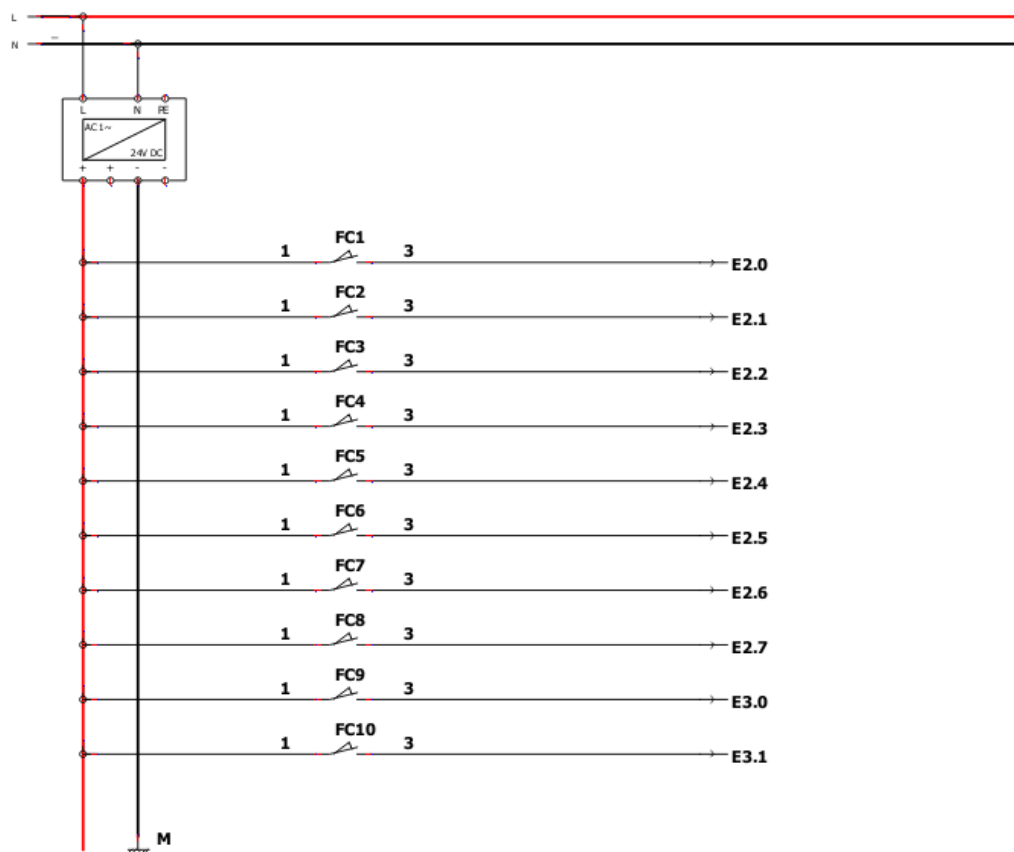 L
N
L N PE
AC 1~
24V DC
+ + - -
FC1
1 3 E2.0
FC2
1 3 E2.1
FC3
1 3 E2.2
FC4
1 3 E2.3
FC5
1 3 E2.4
FC6
1 3 E2.5
FC7
1 3 E2.6
FC8
1 3 E2.7
FC9
1 3 E3.0
FC10
1 3 E3.1
M